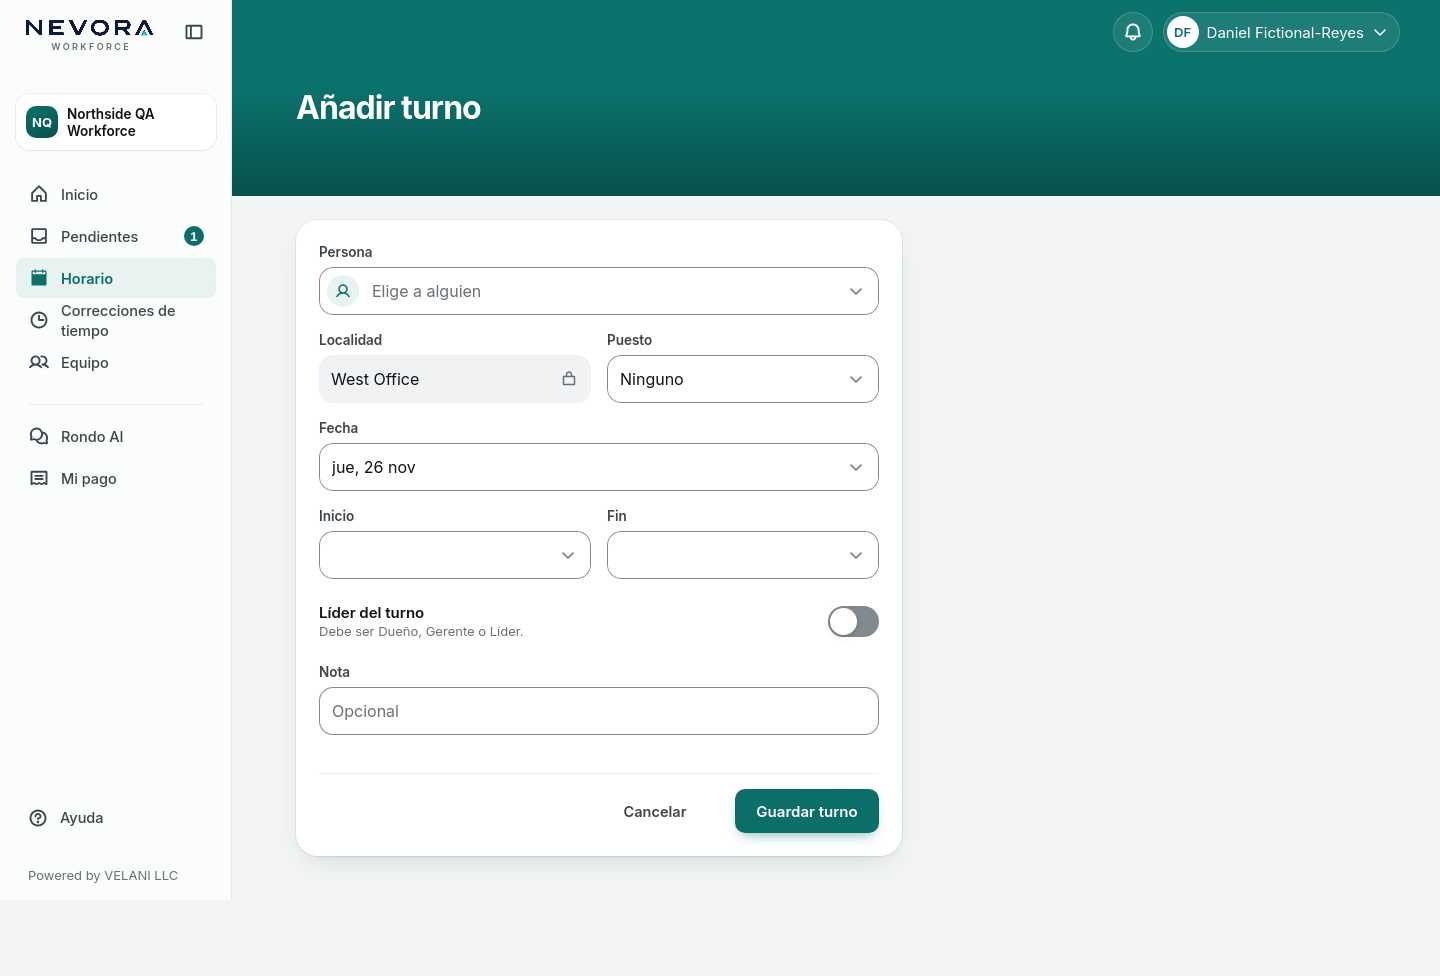 NEVORA
WORKFORCE
NQ
Northside QA
Workforce
Inicio
Pendientes
1
Horario
Correcciones de
tiempo
Equipo
Rondo AI
Mi pago
Ayuda
Powered by VELANI LLC
DF
Daniel Fictional-Reyes
Añadir turno
Persona
Elige a alguien
Localidad
Puesto
West Office
Ninguno
Fecha
jue, 26 nov
Inicio
Fin
Líder del turno
Debe ser Dueño, Gerente o Líder.
Nota
Opcional
Cancelar
Guardar turno